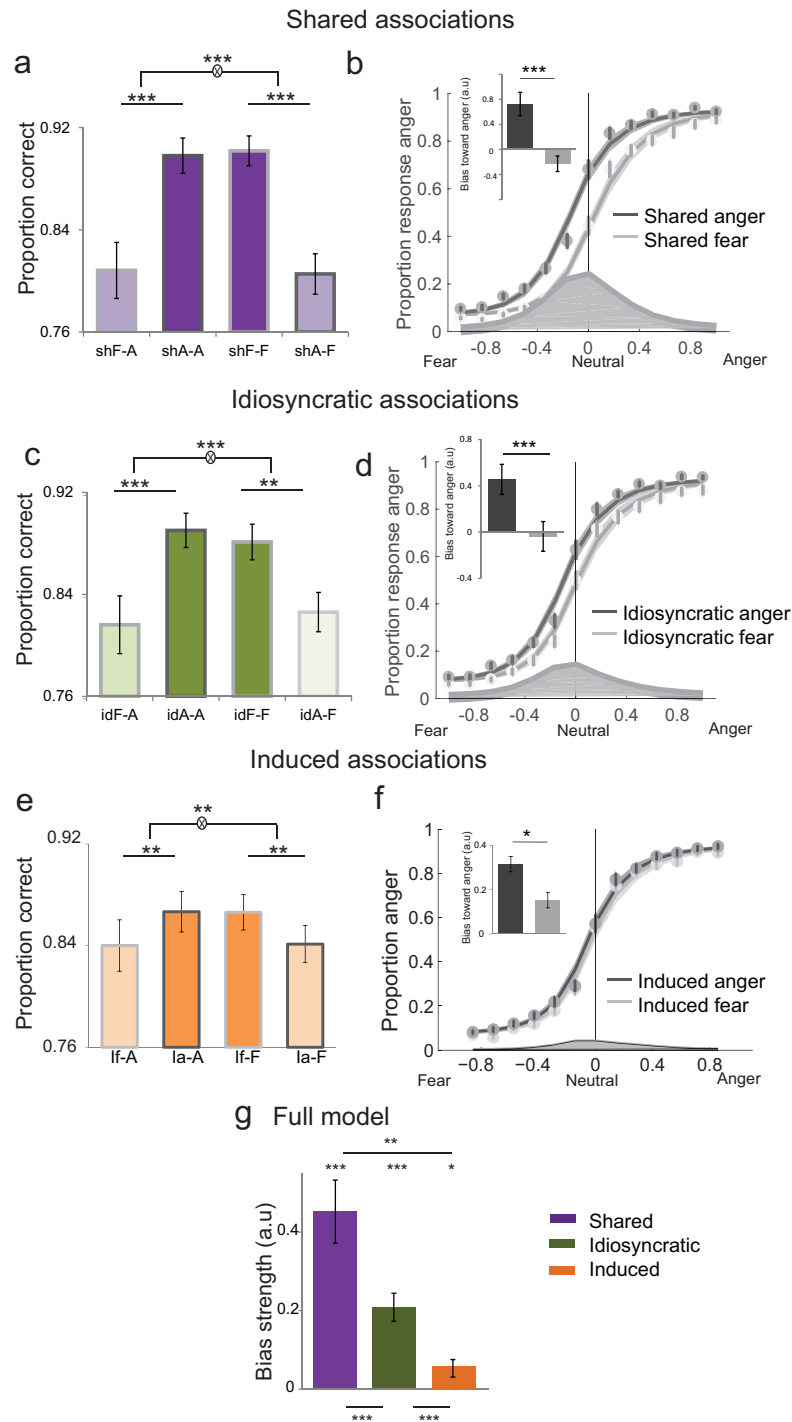 Shared associations
a
***
***
***
Proportion correct
0.92
0.84
0.76
shF-A shA-A shF-F shA-F
b
***
Bias toward anger (a.u)
0.8
0.4
0
-0.4
Proportion response anger
1
0.8
0.6
0.4
0.2
0
Shared anger
Shared fear
-0.8 -0.4 0 0.4 0.8
Fear Neutral Anger
Idiosyncratic associations
c
***
***
**
Proportion correct
0.92
0.84
0.76
idF-A idA-A idF-F idA-F
d
***
Bias toward anger (a.u)
0.8
0.4
0
-0.4
Proportion response anger
1
0.8
0.6
0.4
0.2
0
Idiosyncratic anger
Idiosyncratic fear
-0.8 -0.4 0 0.4 0.8
Fear Neutral Anger
Induced associations
e
**
**
**
Proportion correct
0.92
0.84
0.76
If-A Ia-A If-F Ia-F
f
*
Bias toward anger (a.u)
0.4
0.2
0
Proportion anger
1
0.8
0.6
0.4
0.2
0
Induced anger
Induced fear
−0.8 −0.4 0 0.4 0.8
Fear Neutral Anger
g Full model
**
*** *** *
Bias strength (a.u)
0.4
0.2
0
*** ***
Shared
Idiosyncratic
Induced